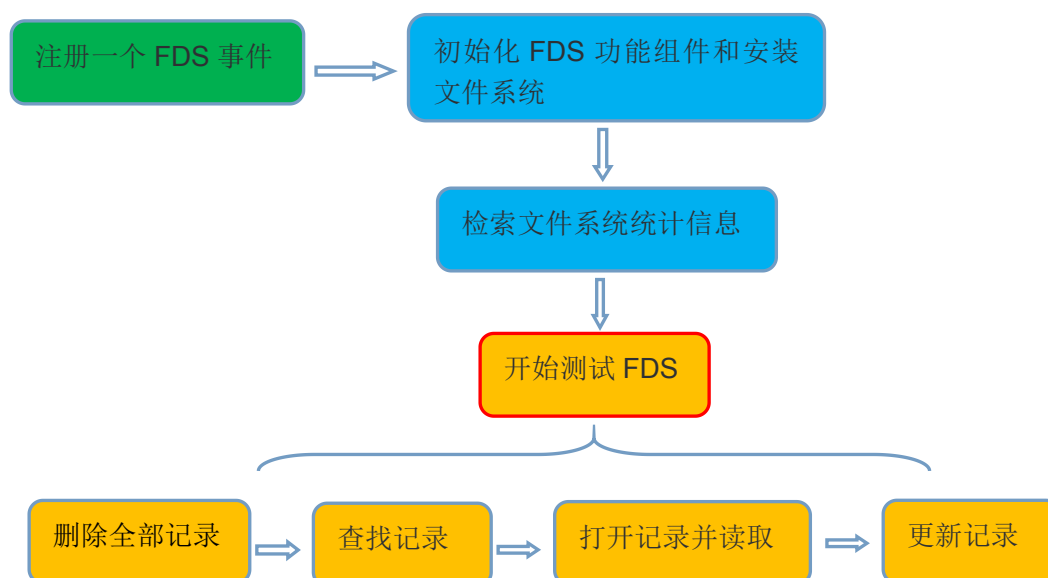 注册一个 FDS 事件
初始化 FDS 功能组件和安装
文件系统
检索文件系统统计信息
开始测试 FDS
删除全部记录
查找记录
打开记录并读取
更新记录